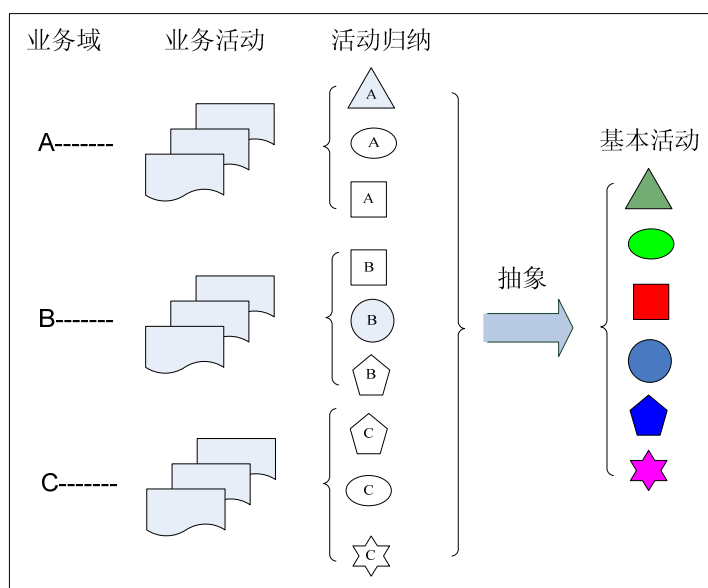 业务域 业务活动 活动归纳
A
A-------
A
基本活动
A
B
抽象
B-------
B
B
C
C-------
C
C